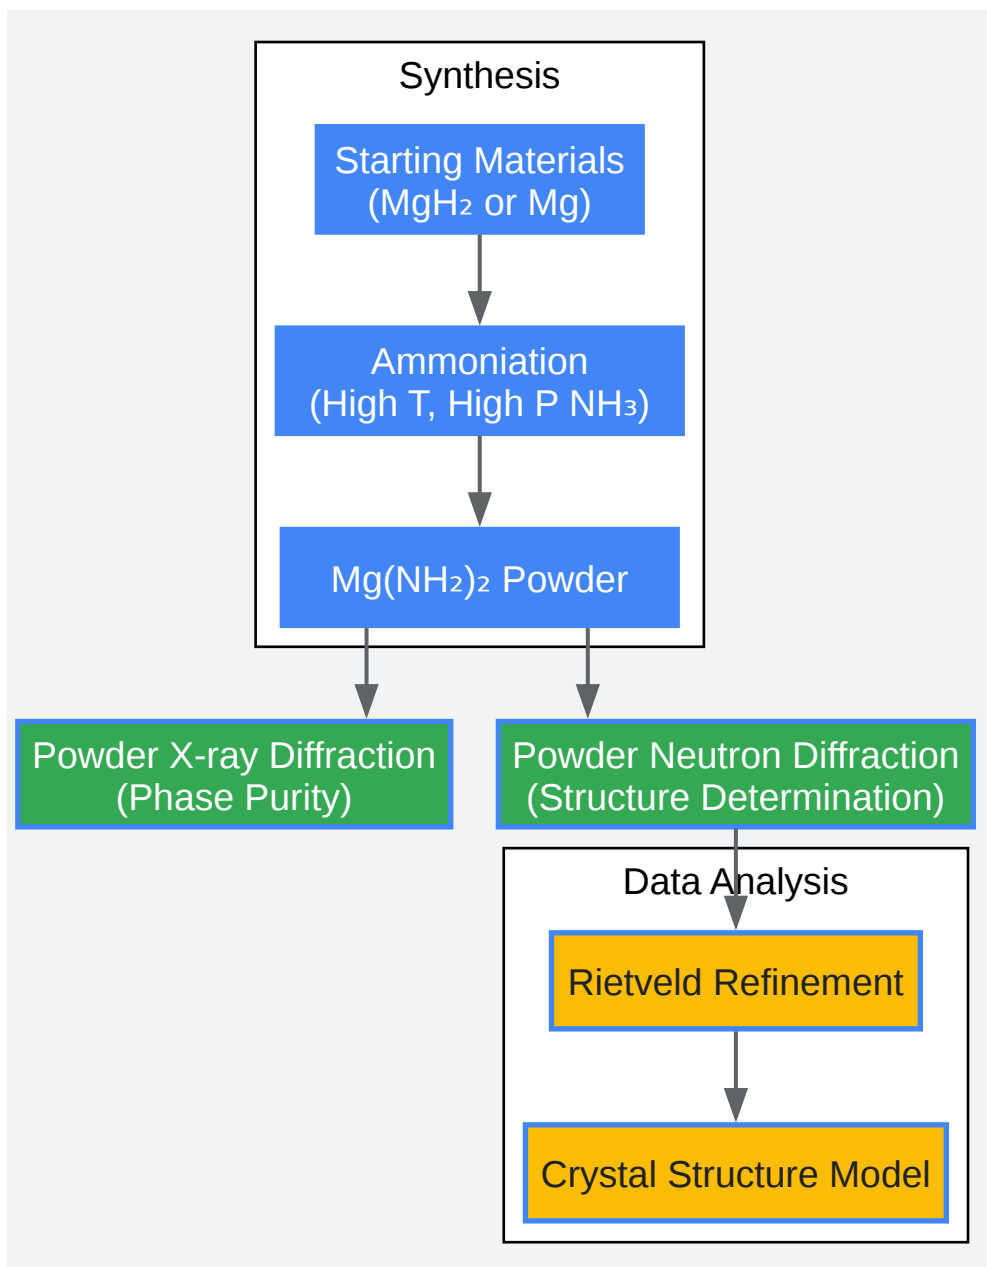 Synthesis
Starting Materials
(MgH₂ or Mg)
Ammoniation
(High T, High P NH₃)
Mg(NH₂)₂ Powder
Powder X-ray Diffraction
(Phase Purity)
Powder Neutron Diffraction
(Structure Determination)
Data Analysis
Rietveld Refinement
Crystal Structure Model